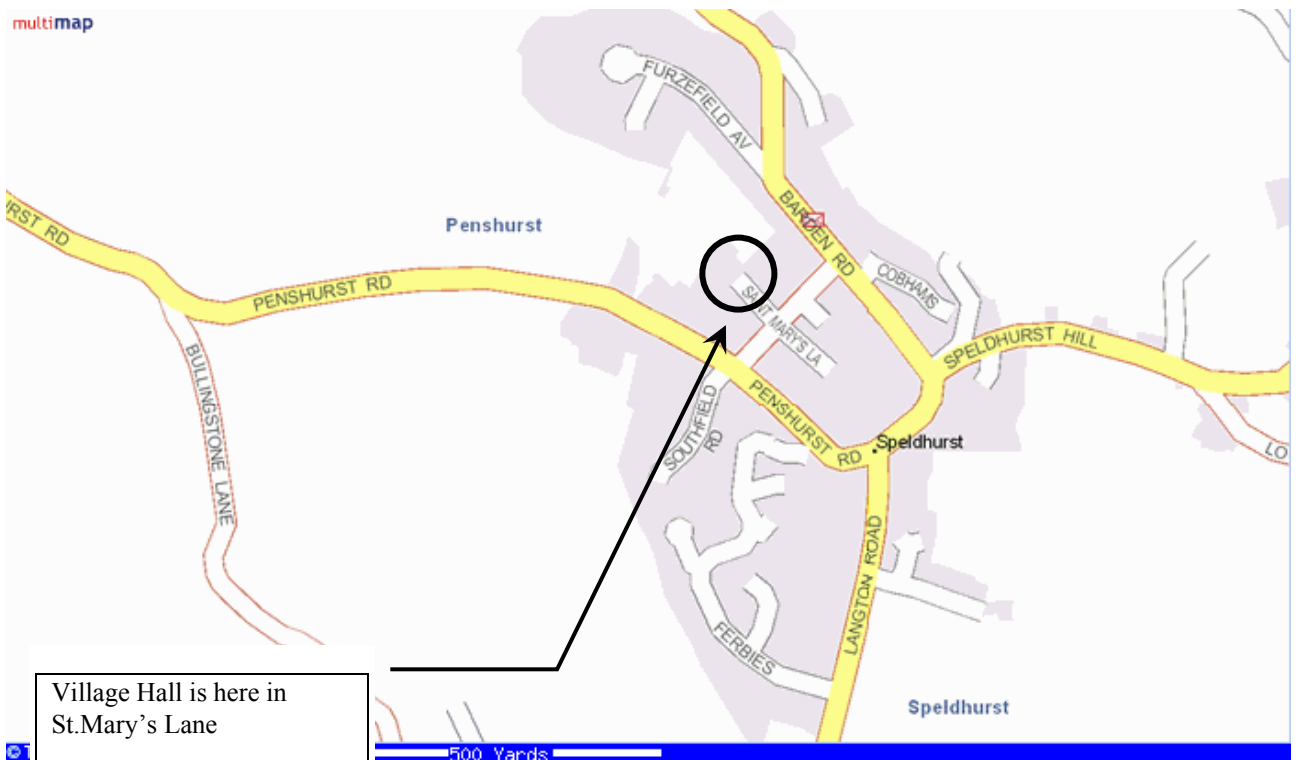 multimap
FURZEFIELD AV
BARDEN RD
Penshurst
RST RD
PENSHURST RD
COBHAMS
SAINT MARY'S LA
SPELDHURST HILL
BULLINGSTONE LANE
SOUTHFIELD
RD
PENSHURST RD
Speldhurst
LO
LANGTON ROAD
FERBIES
Speldhurst
Village Hall is here in
St.Mary's Lane
© 500 Yards